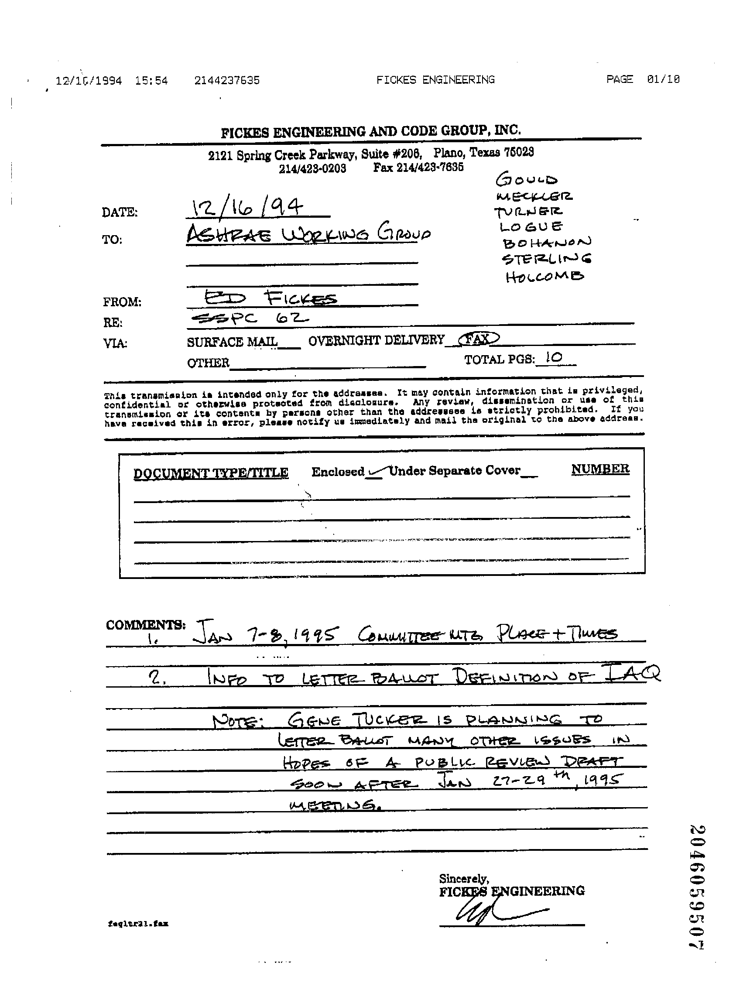 12/16/1994 15:54 2144237635 FICKES ENGINEERING PAGE 01/10
FICKES ENGINEERING AND CODE GROUP, INC.
2121 Spring Creek Parkway, Suite #208, Plano, Texas 75023
214/423-0203 Fax 214/423-7635
GOULD
MECKLER
TURNER
LOGUE
BOHANON
STERLING
HOLCOMB
DATE: 12/16/94
TO: ASHRAE WORKING GROUP
FROM: ED FICKES
RE: SSPC 62
VIA: SURFACE MAIL___ OVERNIGHT DELIVERY FAX
OTHER TOTAL PGS: 10
This transmission is intended only for the addressee. It may contain information that is privileged,
confidential or otherwise protected from disclosure. Any review, dissemination or use of this
transmission or its contents by persons other than the addressees is strictly prohibited. If you
have received this in error, please notify us immediately and mail the original to the above address.
DOCUMENT TYPE/TITLE Enclosed ✓ Under Separate Cover__ NUMBER
COMMENTS:
1. JAN 7-8, 1995 COMMITTEE MTG PLACE + TIMES
2. INFO TO LETTER BALLOT DEFINITION OF IAQ
NOTE: GENE TUCKER IS PLANNING TO
LETTER BALLOT MANY OTHER ISSUES IN
HOPES OF A PUBLIC REVIEW DRAFT
SOON AFTER JAN 27-29th, 1995
MEETING.
Sincerely,
FICKES ENGINEERING
feqltr21.fax
2046059507